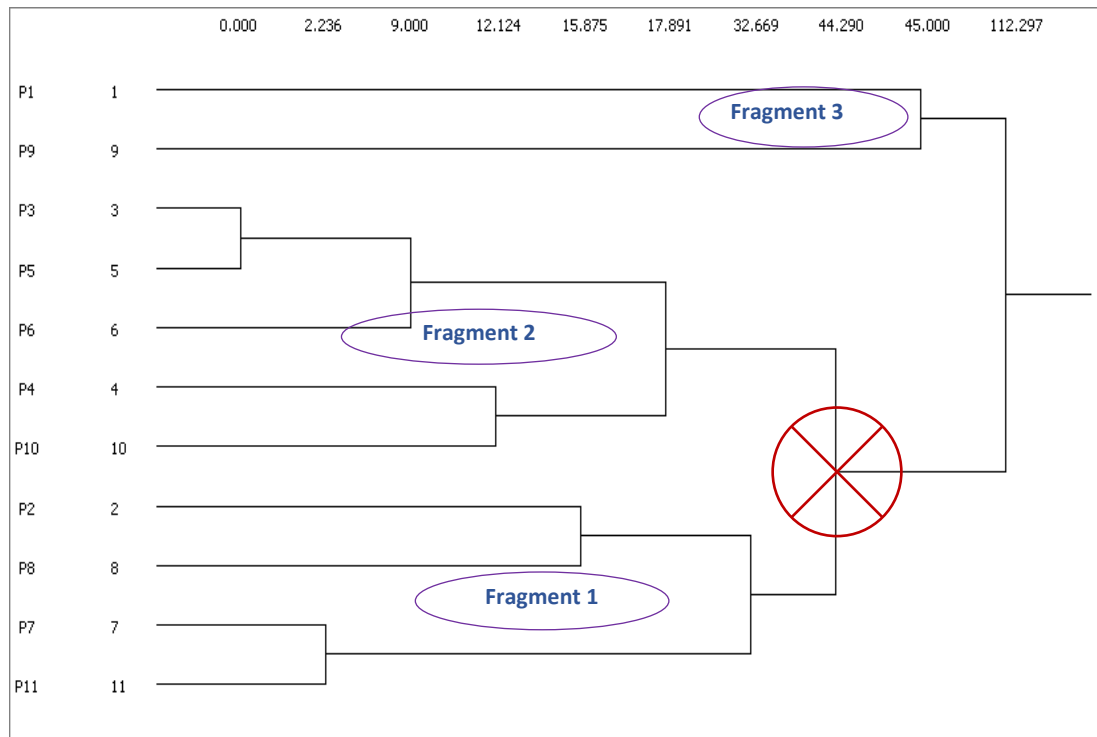 0.000 2.236 9.000 12.124 15.875 17.891 32.669 44.290 45.000 112.297
P1 1
Fragment 3
P9 9
P3 3
P5 5
P6 6
Fragment 2
P4 4
P10 10
P2 2
P8 8
Fragment 1
P7 7
P11 11